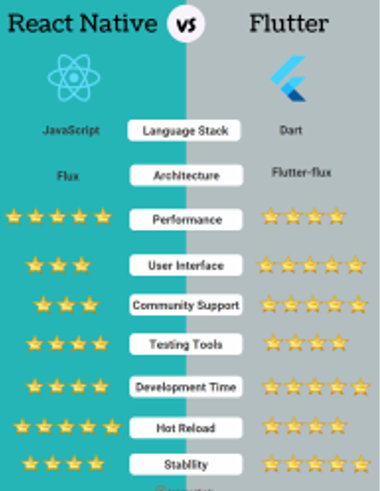 React Native vs Flutter
JavaScript Language Stack Dart
Flux Architecture Flutter-flux
Performance
User Interface
Community Support
Testing Tools
Development Time
Hot Reload
Stability